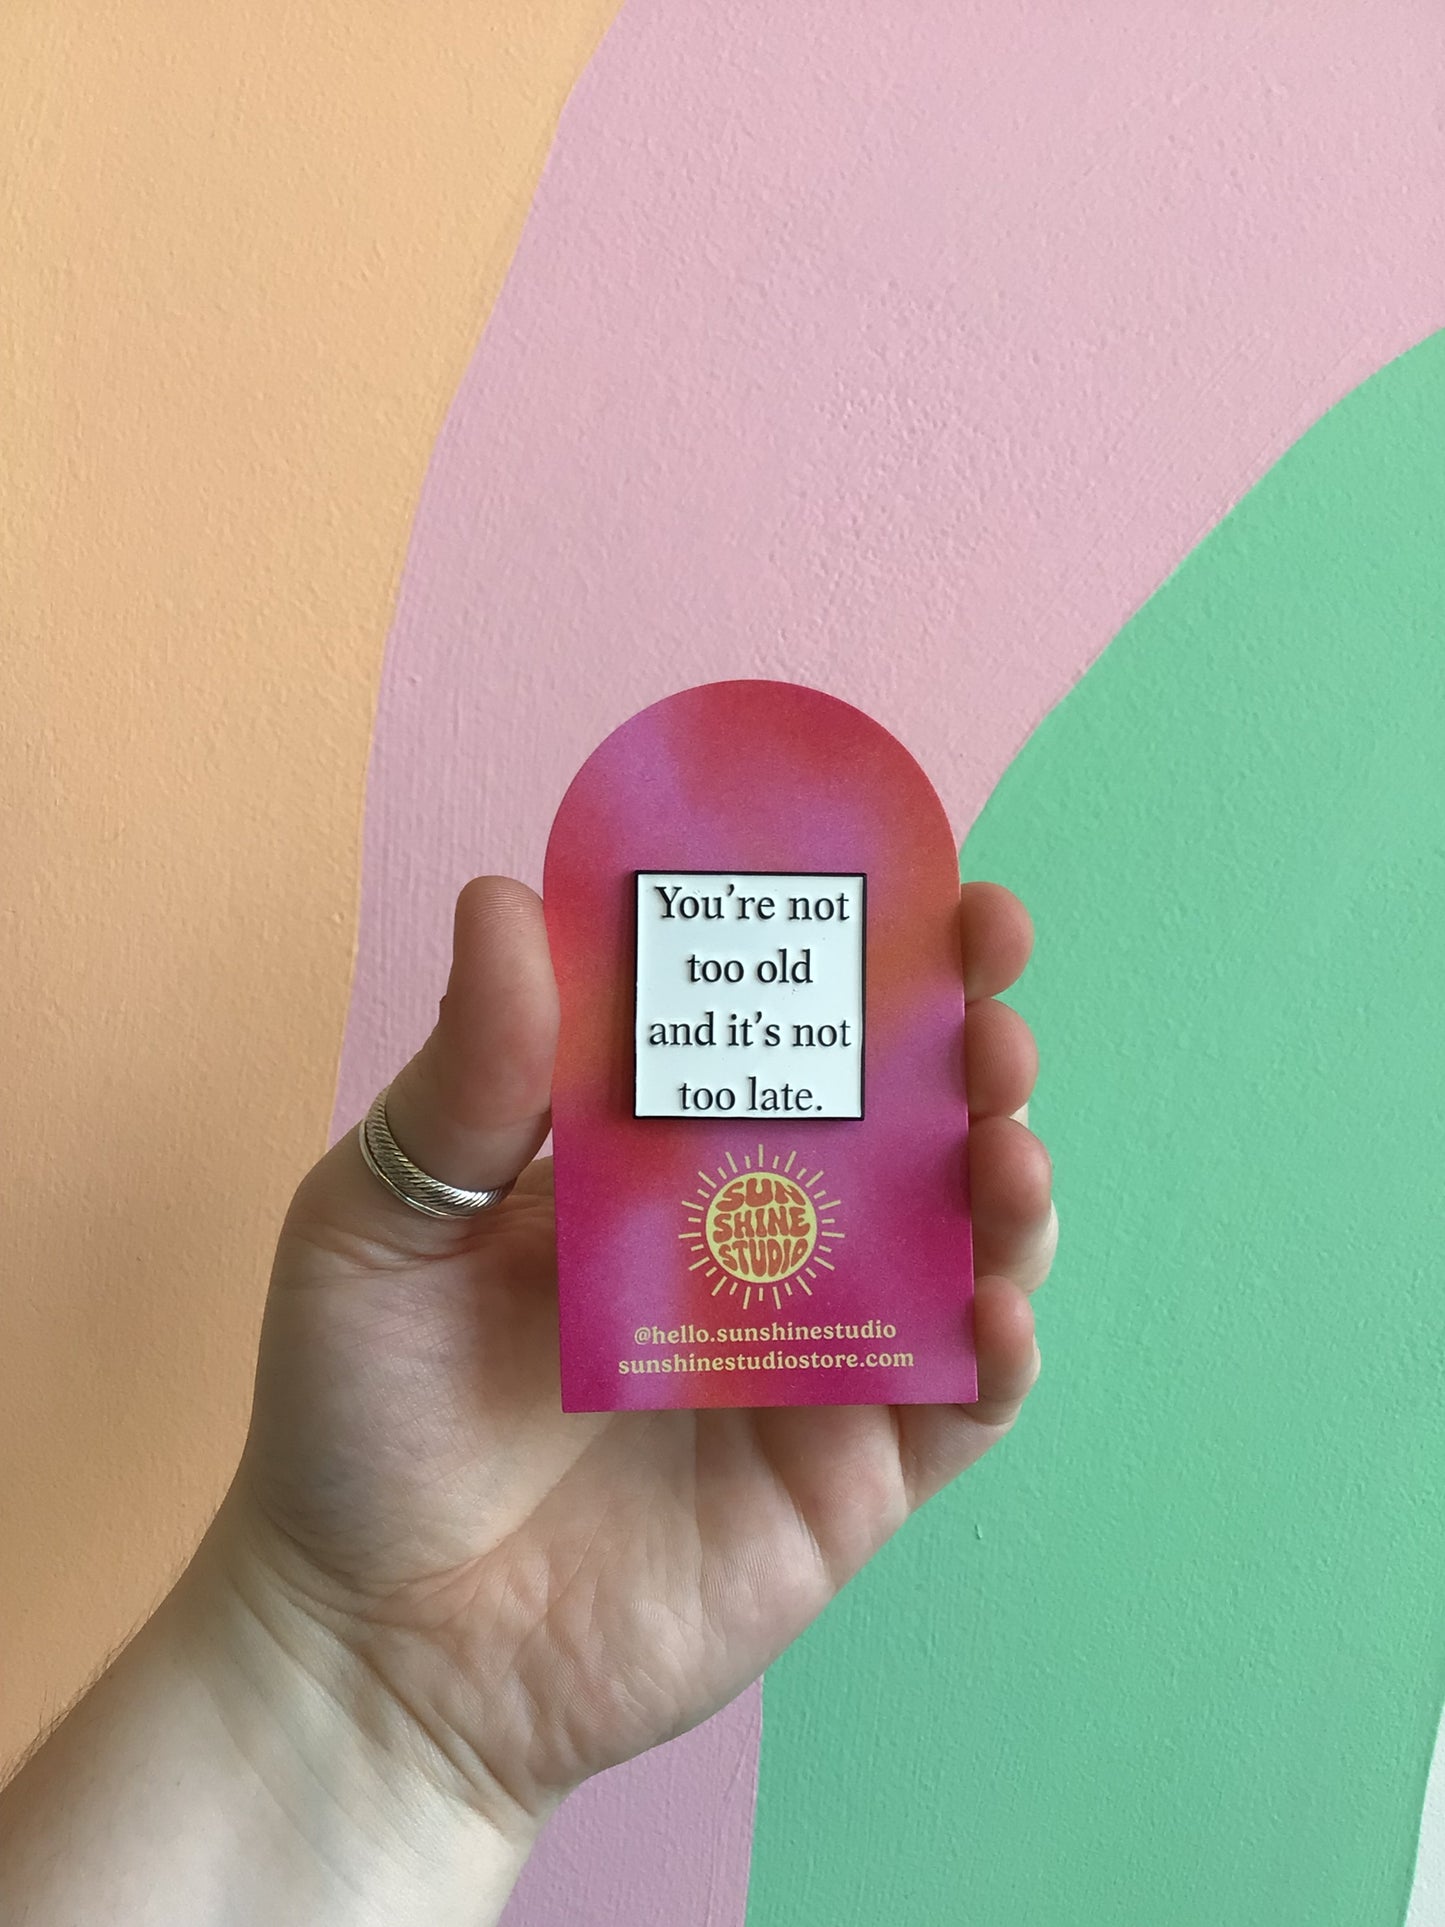 You're not
too old
and it's not
too late.
SUN
SHINE
STUDIO
@hello.sunshinestudio
sunshinestudiostore.com